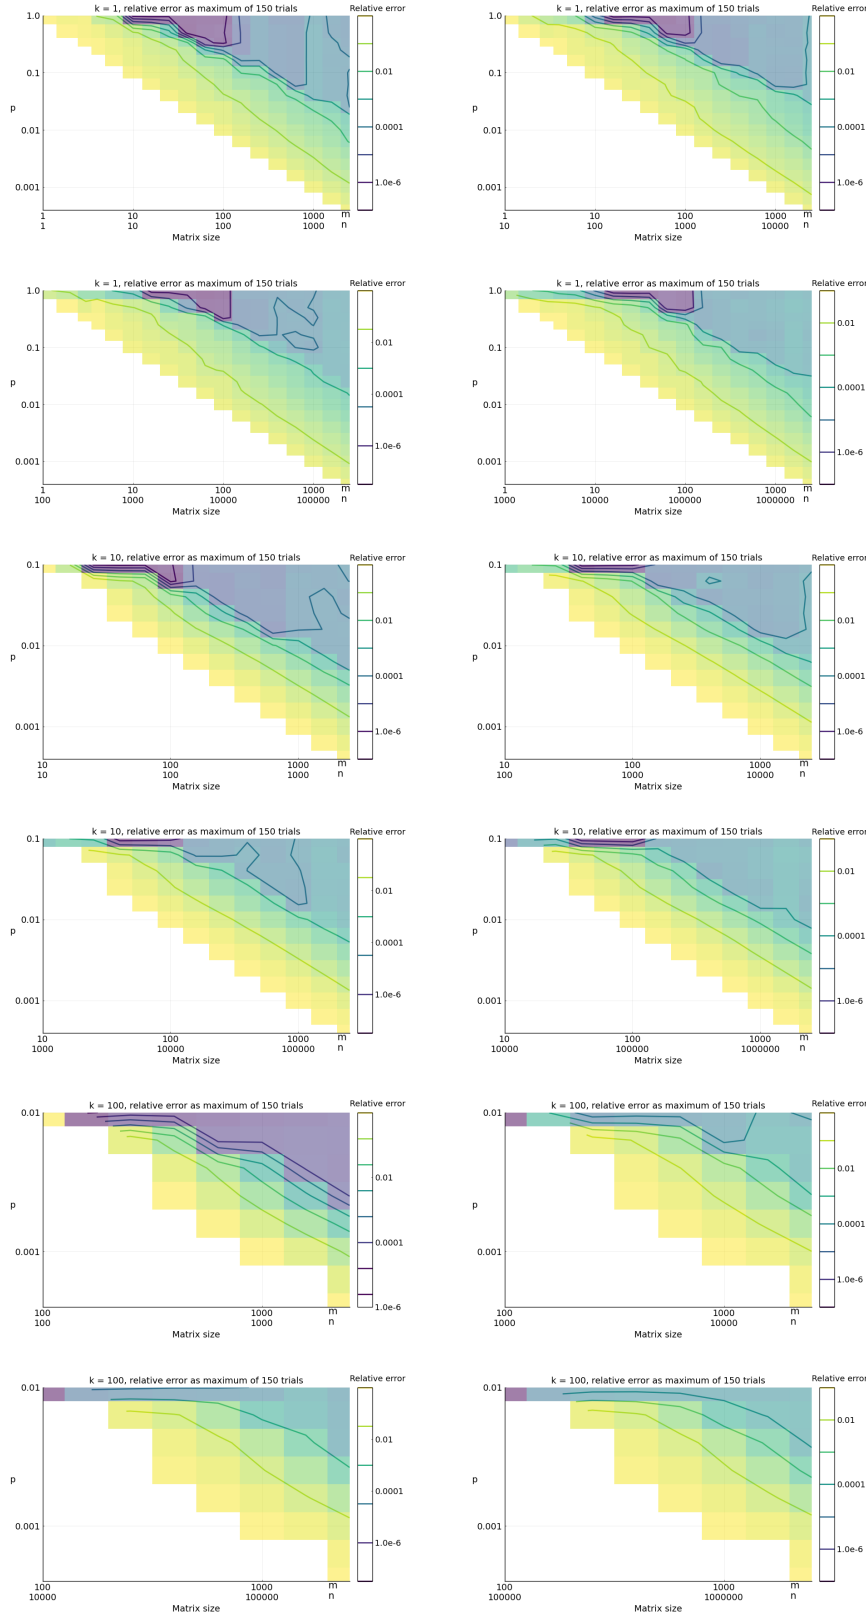 k = 1, relative error as maximum of 150 trials
Relative error
1.0
0.1
0.01
0.001
p
1 10 100 1000 m
1 10 100 1000 n
Matrix size
0.01
0.0001
1.0e-6
k = 1, relative error as maximum of 150 trials
Relative error
1.0
0.1
0.01
0.001
p
1 10 100 1000 m
10 100 1000 10000 n
Matrix size
0.01
0.0001
1.0e-6
k = 1, relative error as maximum of 150 trials
Relative error
1.0
0.1
0.01
0.001
p
1 10 100 1000 m
100 1000 10000 100000 n
Matrix size
0.01
0.0001
1.0e-6
k = 1, relative error as maximum of 150 trials
Relative error
1.0
0.1
0.01
0.001
p
1 10 100 1000 m
1000 10000 100000 1000000 n
Matrix size
0.01
0.0001
1.0e-6
k = 10, relative error as maximum of 150 trials
Relative error
0.1
0.01
0.001
p
10 100 1000 m
10 100 1000 n
Matrix size
0.01
0.0001
1.0e-6
k = 10, relative error as maximum of 150 trials
Relative error
0.1
0.01
0.001
p
10 100 1000 m
100 1000 10000 n
Matrix size
0.01
0.0001
1.0e-6
k = 10, relative error as maximum of 150 trials
Relative error
0.1
0.01
0.001
p
10 100 1000 m
1000 10000 100000 n
Matrix size
0.01
0.0001
1.0e-6
k = 10, relative error as maximum of 150 trials
Relative error
0.1
0.01
0.001
p
10 100 1000 m
10000 100000 1000000 n
Matrix size
0.01
0.0001
1.0e-6
k = 100, relative error as maximum of 150 trials
Relative error
0.01
0.001
p
100 1000 m
100 1000 n
Matrix size
0.01
0.0001
1.0e-6
k = 100, relative error as maximum of 150 trials
Relative error
0.01
0.001
p
100 1000 m
1000 10000 n
Matrix size
0.01
0.0001
1.0e-6
k = 100, relative error as maximum of 150 trials
Relative error
0.01
0.001
p
100 1000 m
10000 100000 n
Matrix size
0.01
0.0001
1.0e-6
k = 100, relative error as maximum of 150 trials
Relative error
0.01
0.001
p
100 1000 m
100000 1000000 n
Matrix size
0.01
0.0001
1.0e-6